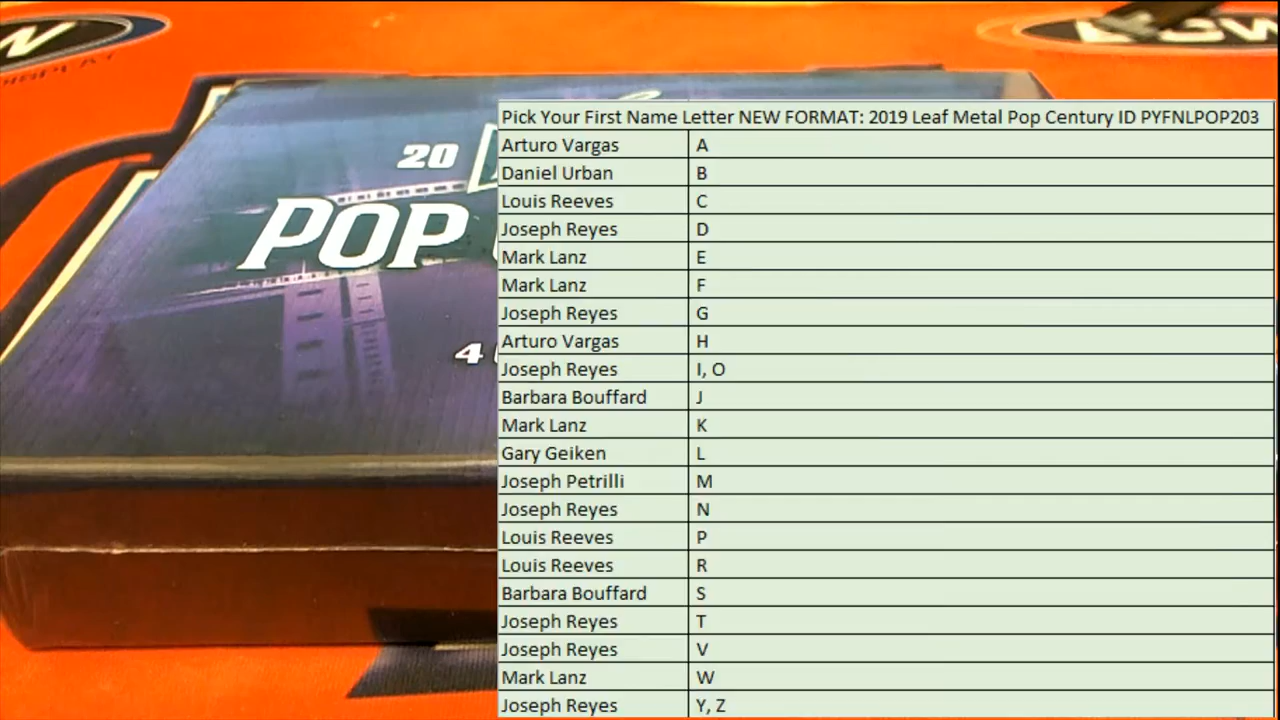 20
POP
4
Pick Your First Name Letter NEW FORMAT: 2019 Leaf Metal Pop Century ID PYFNLPOP203
Arturo Vargas A
Daniel Urban B
Louis Reeves C
Joseph Reyes D
Mark Lanz E
Mark Lanz F
Joseph Reyes G
Arturo Vargas H
Joseph Reyes I, O
Barbara Bouffard J
Mark Lanz K
Gary Geiken L
Joseph Petrilli M
Joseph Reyes N
Louis Reeves P
Louis Reeves R
Barbara Bouffard S
Joseph Reyes T
Joseph Reyes V
Mark Lanz W
Joseph Reyes Y, Z